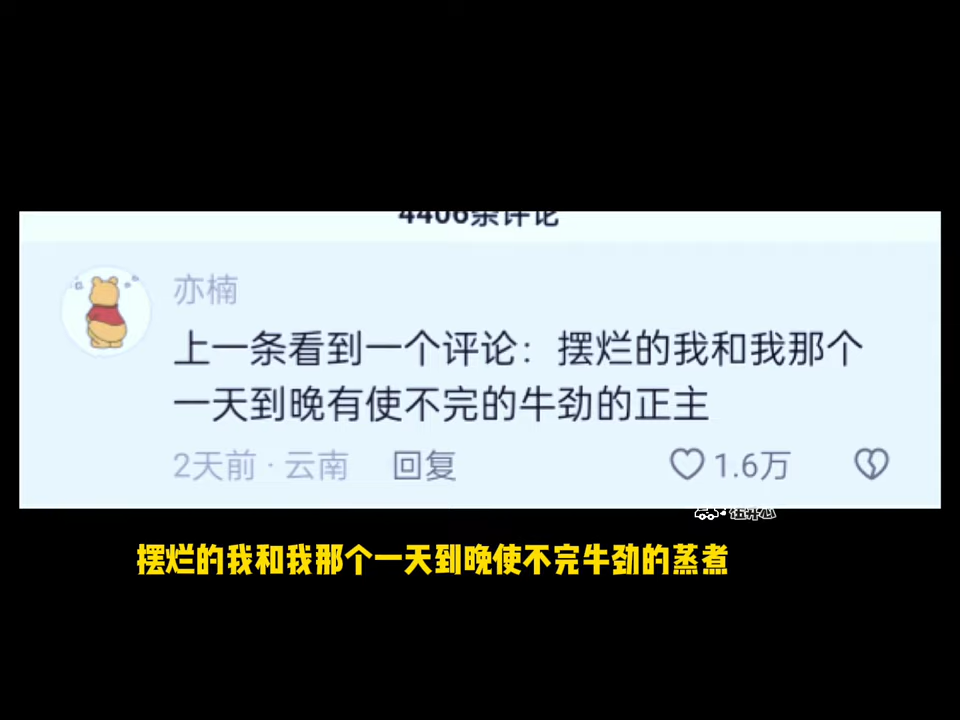 4406条评论
亦楠
上一条看到一个评论：摆烂的我和我那个
一天到晚有使不完的牛劲的正主
2天前·云南 回复 1.6万
摆烂的我和我那个一天到晚使不完牛劲的蒸煮